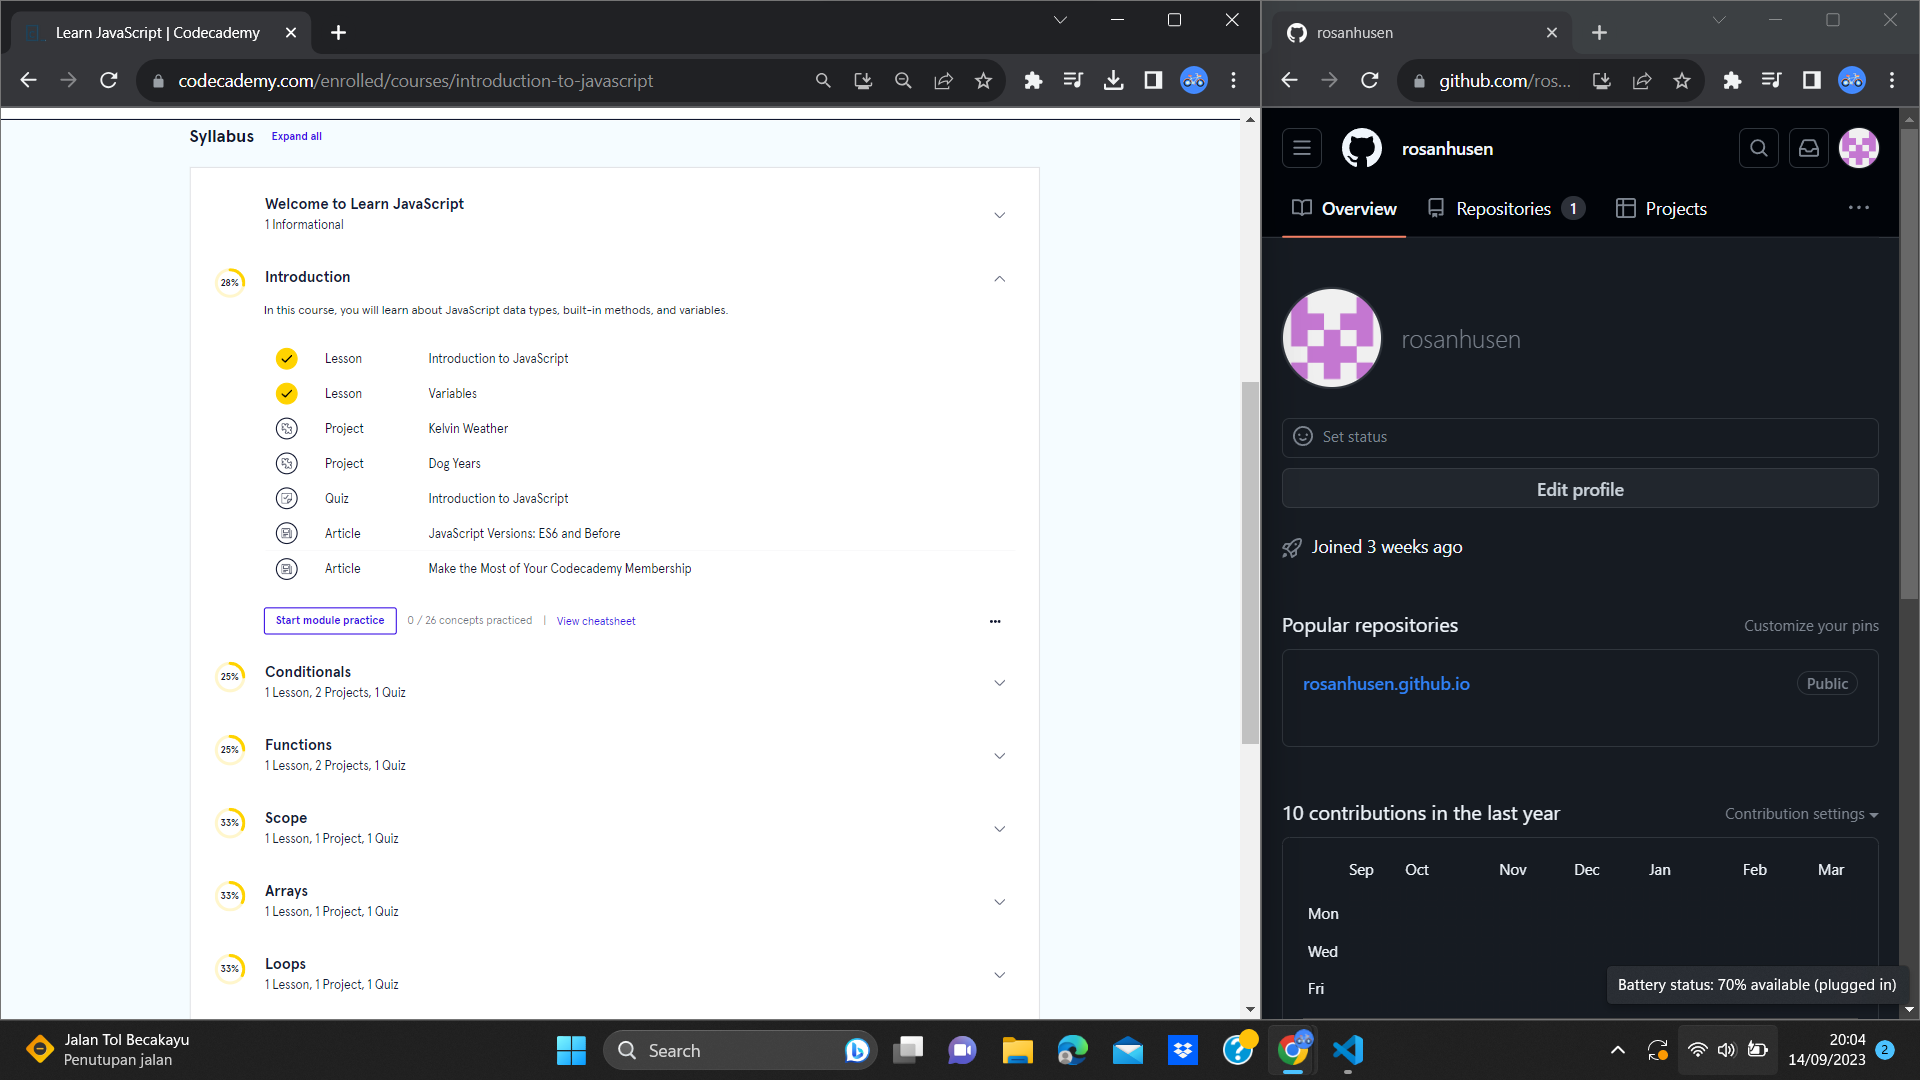 Learn JavaScript | Codecademy
codecademy.com/enrolled/courses/introduction-to-javascript
Syllabus Expand all
Welcome to Learn JavaScript
1 Informational
28% Introduction
In this course, you will learn about JavaScript data types, built-in methods, and variables.
Lesson Introduction to JavaScript
Lesson Variables
Project Kelvin Weather
Project Dog Years
Quiz Introduction to JavaScript
Article JavaScript Versions: ES6 and Before
Article Make the Most of Your Codecademy Membership
Start module practice 0 / 26 concepts practiced | View cheatsheet
25% Conditionals
1 Lesson, 2 Projects, 1 Quiz
25% Functions
1 Lesson, 2 Projects, 1 Quiz
33% Scope
1 Lesson, 1 Project, 1 Quiz
33% Arrays
1 Lesson, 1 Project, 1 Quiz
33% Loops
1 Lesson, 1 Project, 1 Quiz
rosanhusen
github.com/ros...
rosanhusen
Overview Repositories 1 Projects
rosanhusen
Set status
Edit profile
Joined 3 weeks ago
Popular repositories Customize your pins
rosanhusen.github.io Public
10 contributions in the last year Contribution settings
Sep Oct Nov Dec Jan Feb Mar
Mon
Wed
Fri
Battery status: 70% available (plugged in)
Jalan Tol Becakayu
Penutupan jalan
Search
20:04
14/09/2023
2